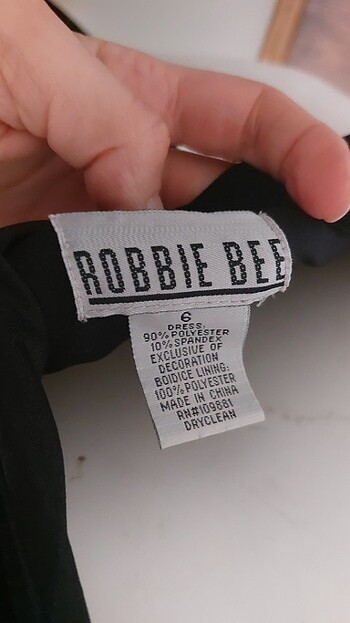 ROBBIE BEE
6
DRESS:
90% POLYESTER
10% SPANDEX
EXCLUSIVE OF
DECORATION
BOIDICE LINING:
100% POLYESTER
MADE IN CHINA
RN#109881
DRYCLEAN